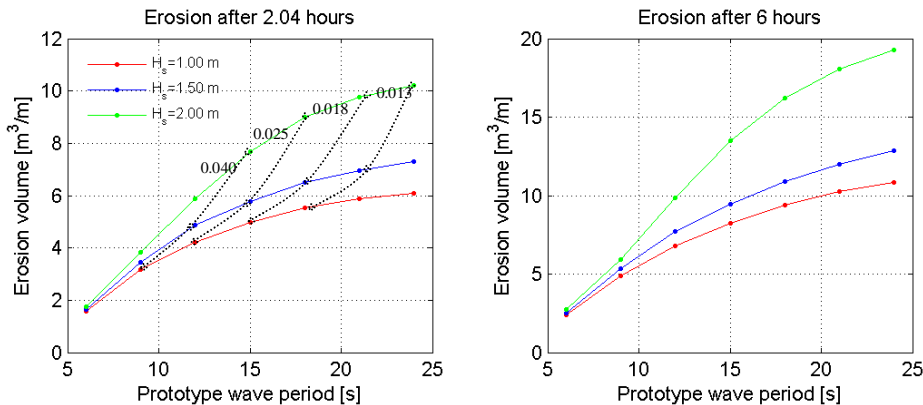 Erosion after 2.04 hours
12
10
8
6
4
2
0
5
10
15
20
25
Erosion volume [m³/m]
Prototype wave period [s]
Hₛ=1.00 m
Hₛ=1.50 m
Hₛ=2.00 m
0.040
0.025
0.018
0.013
Erosion after 6 hours
20
15
10
5
0
5
10
15
20
25
Erosion volume [m³/m]
Prototype wave period [s]